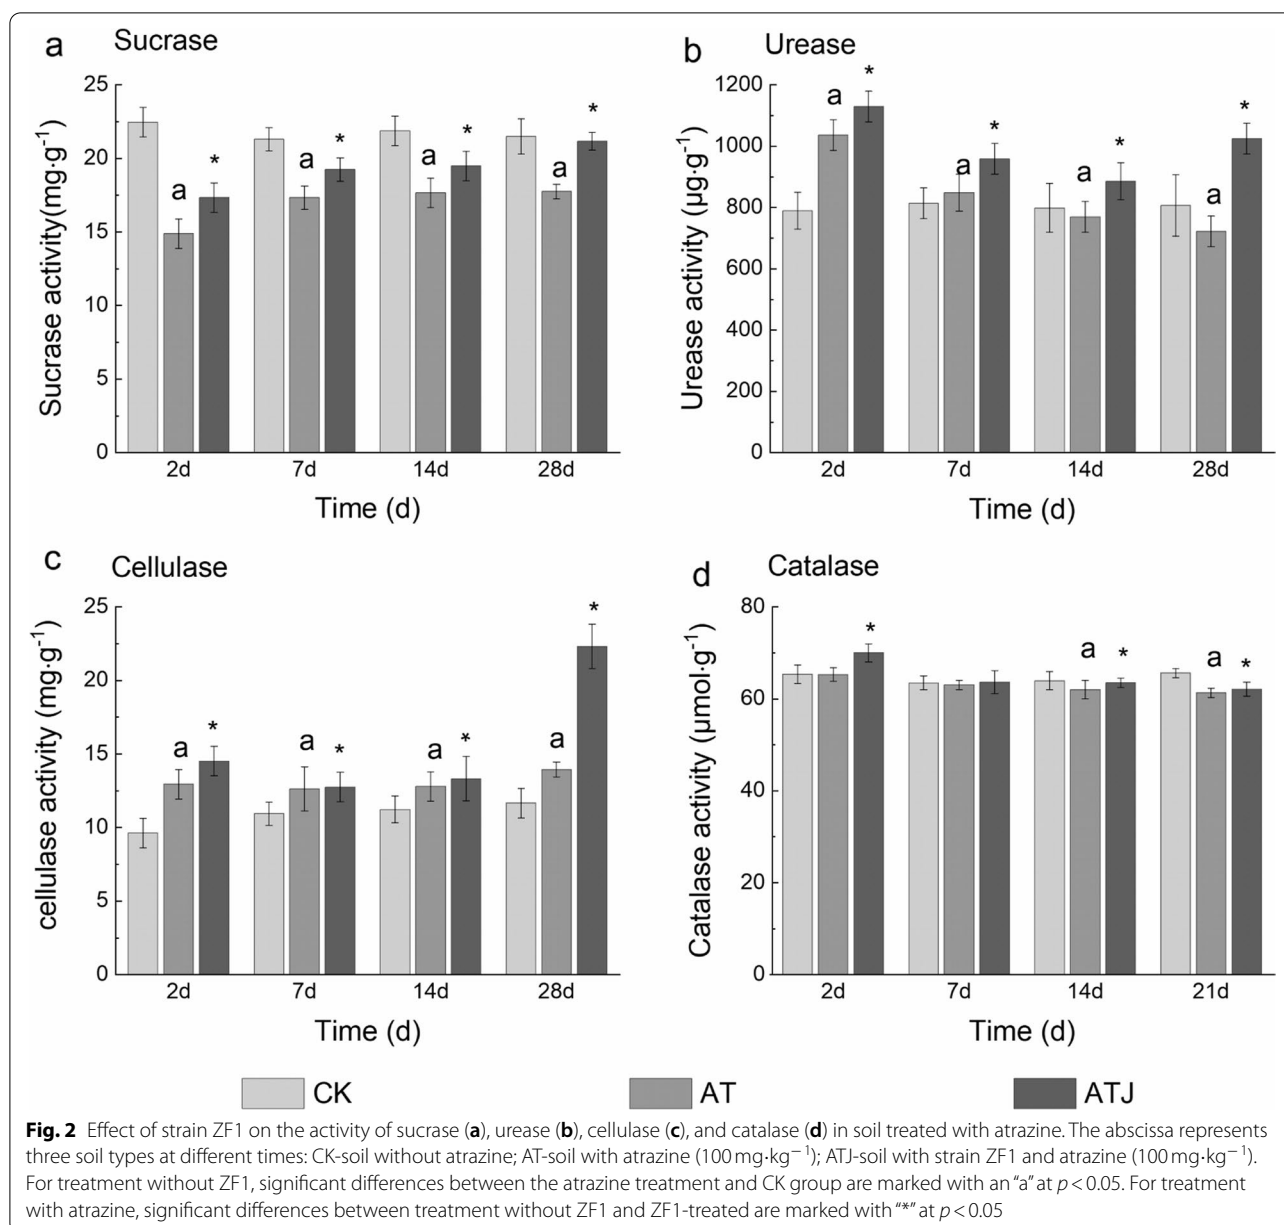 a Sucrase
Sucrase activity(mg·g⁻¹)
25
20
15
10
5
0
a
*
a
*
a
*
a
*
2d 7d 14d 28d
Time (d)
b Urease
Urease activity (µg·g⁻¹)
1200
1000
800
600
400
200
0
a
*
a
*
a
*
a
*
2d 7d 14d 28d
Time (d)
c Cellulase
cellulase activity (mg·g⁻¹)
25
20
15
10
5
0
a
*
a
*
a
*
a
*
2d 7d 14d 28d
Time (d)
d Catalase
Catalase activity (µmol·g⁻¹)
80
60
40
20
0
*
a
*
a
*
2d 7d 14d 21d
Time (d)
CK AT ATJ
Fig. 2 Effect of strain ZF1 on the activity of sucrase (a), urease (b), cellulase (c), and catalase (d) in soil treated with atrazine. The abscissa represents
three soil types at different times: CK-soil without atrazine; AT-soil with atrazine (100 mg·kg⁻¹); ATJ-soil with strain ZF1 and atrazine (100 mg·kg⁻¹).
For treatment without ZF1, significant differences between the atrazine treatment and CK group are marked with an “a” at p < 0.05. For treatment
with atrazine, significant differences between treatment without ZF1 and ZF1-treated are marked with “*” at p < 0.05